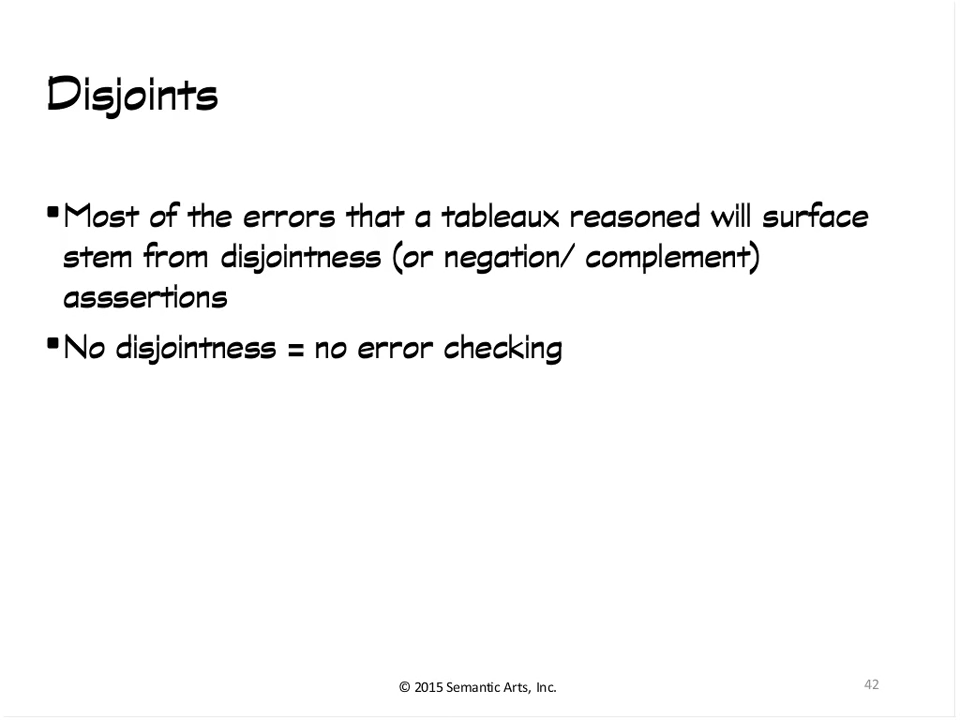 Disjoints
▪Most of the errors that a tableaux reasoned will surface
stem from disjointness (or negation/ complement)
asssertions
▪No disjointness = no error checking
© 2015 Semantic Arts, Inc.
42